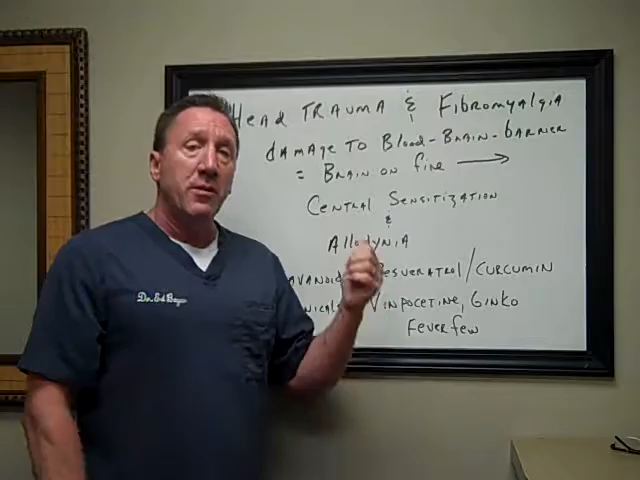 Head Trauma & Fibromyalgia
damage to Blood-Brain-barrier
= Brain on fire →
Central Sensitization
&
Allodynia
Resveratrol/Curcumin
Vinpocetine, Ginko
Feverfew
Dr. Ed